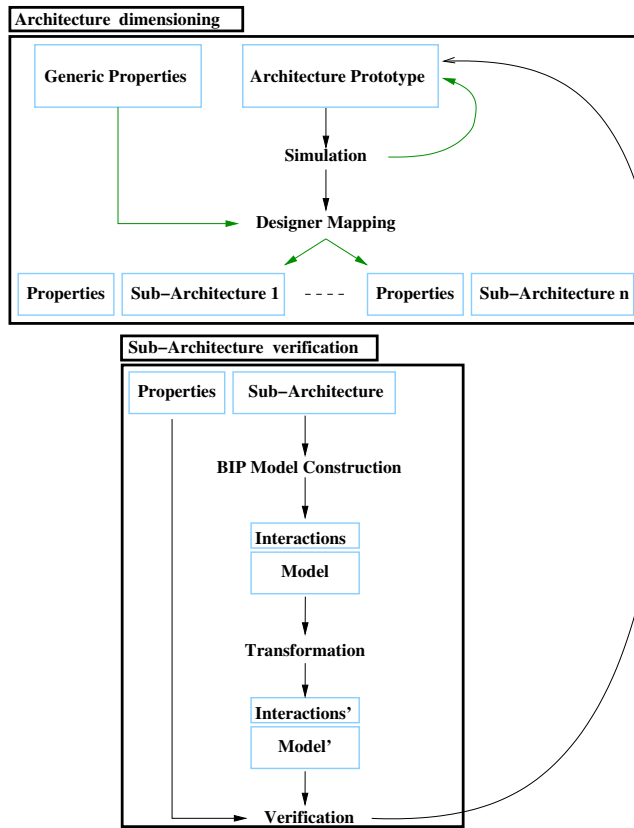 Architecture dimensioning
Generic Properties
Architecture Prototype
Simulation
Designer Mapping
Properties
Sub−Architecture 1
Properties
Sub−Architecture n
Sub−Architecture verification
Properties
Sub−Architecture
BIP Model Construction
Interactions
Model
Transformation
Interactions’
Model’
Verification